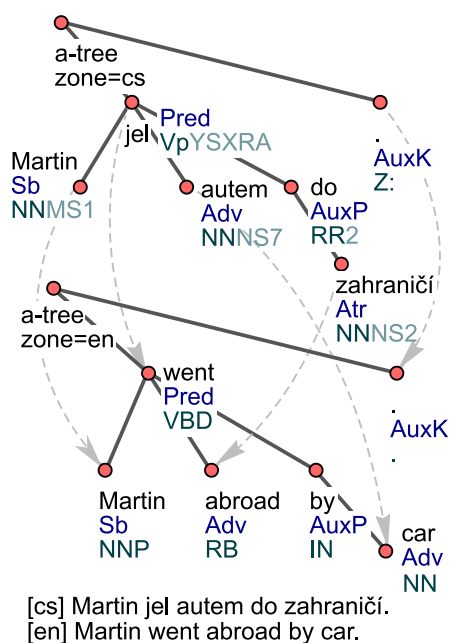 a-tree
zone=cs
jel
Pred
VpYSXRA
.
AuxK
Z:
Martin
Sb
NNMS1
autem
Adv
NNNS7
do
AuxP
RR2
zahraničí
Atr
NNNS2
a-tree
zone=en
went
Pred
VBD
.
AuxK
.
Martin
Sb
NNP
abroad
Adv
RB
by
AuxP
IN
car
Adv
NN
[cs] Martin jel autem do zahraničí.
[en] Martin went abroad by car.